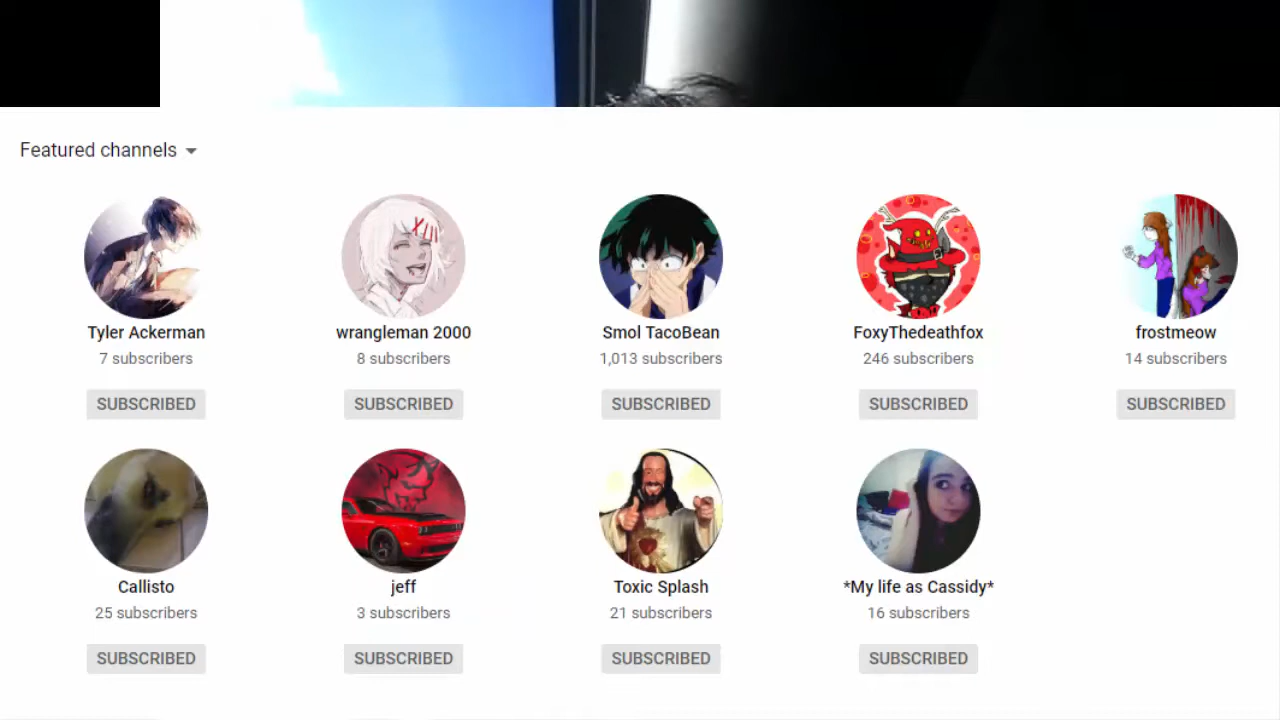 Featured channels
Tyler Ackerman
7 subscribers
SUBSCRIBED
wrangleman 2000
8 subscribers
SUBSCRIBED
Smol TacoBean
1,013 subscribers
SUBSCRIBED
FoxyThedeathfox
246 subscribers
SUBSCRIBED
frostmeow
14 subscribers
SUBSCRIBED
Callisto
25 subscribers
SUBSCRIBED
jeff
3 subscribers
SUBSCRIBED
Toxic Splash
21 subscribers
SUBSCRIBED
*My life as Cassidy*
16 subscribers
SUBSCRIBED